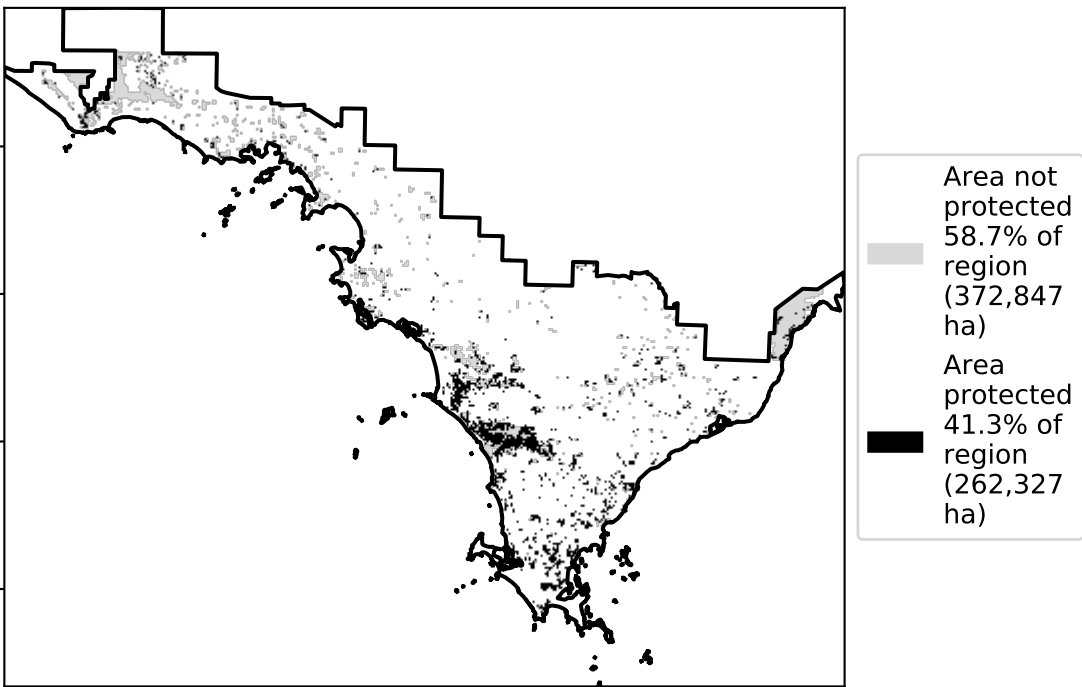 Area not
protected
58.7% of
region
(372,847
ha)
Area
protected
41.3% of
region
(262,327
ha)